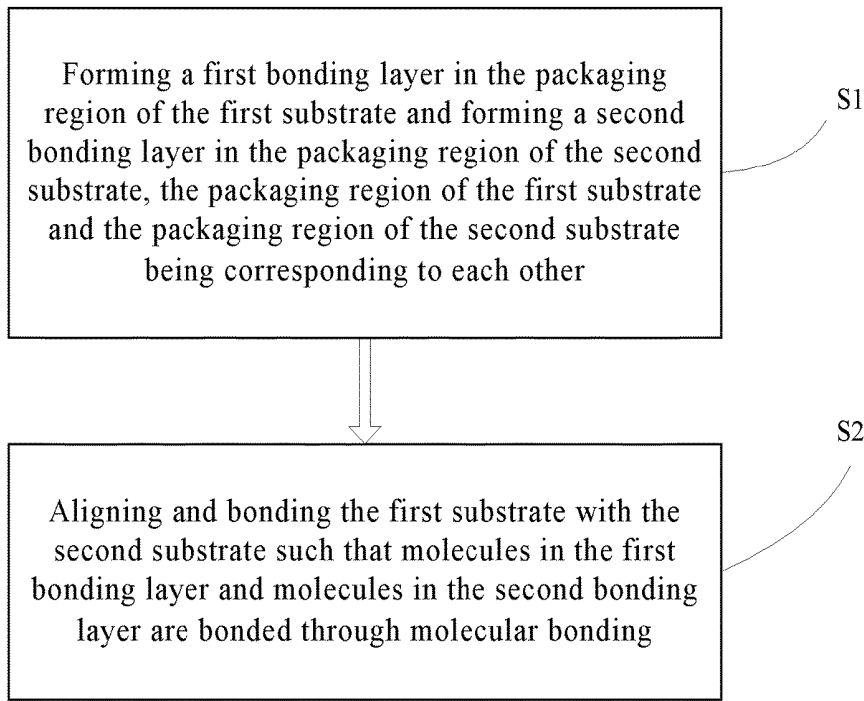 Forming a first bonding layer in the packaging
region of the first substrate and forming a second
bonding layer in the packaging region of the second
substrate, the packaging region of the first substrate
and the packaging region of the second substrate
being corresponding to each other
S1
Aligning and bonding the first substrate with the
second substrate such that molecules in the first
bonding layer and molecules in the second bonding
layer are bonded through molecular bonding
S2